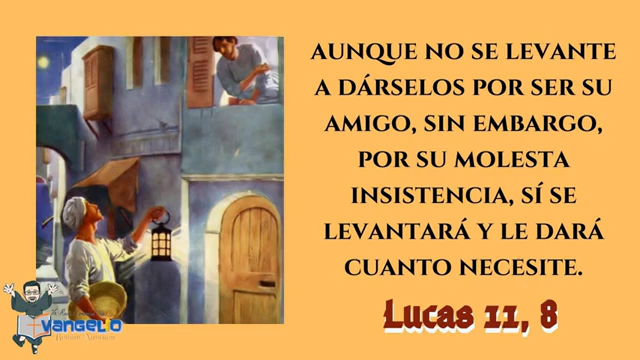 AUNQUE NO SE LEVANTE
A DÁRSELOS POR SER SU
AMIGO, SIN EMBARGO,
POR SU MOLESTA
INSISTENCIA, SÍ SE
LEVANTARÁ Y LE DARÁ
CUANTO NECESITE.
Lucas 11, 8
VANGELIO